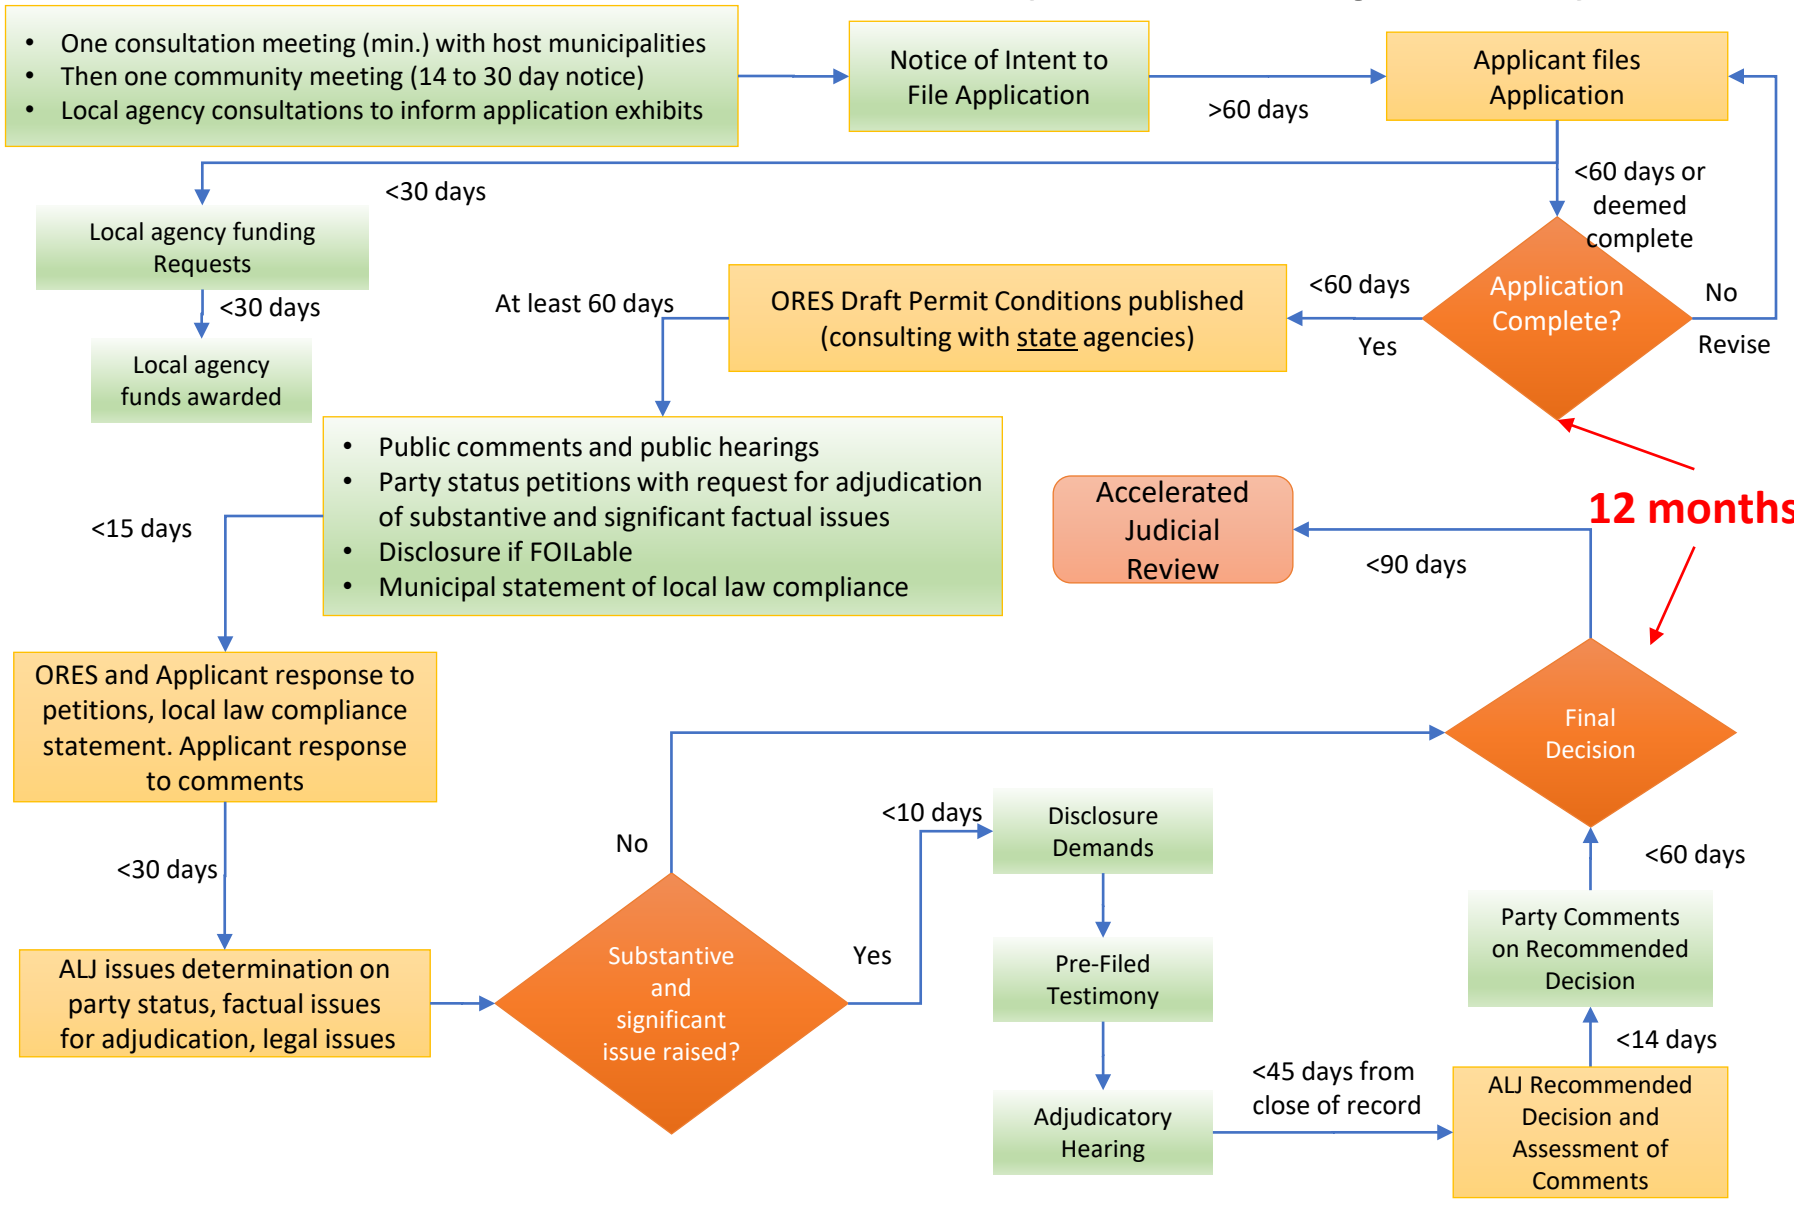 • One consultation meeting (min.) with host municipalities
• Then one community meeting (14 to 30 day notice)
• Local agency consultations to inform application exhibits
Notice of Intent to
File Application
>60 days
Applicant files
Application
<30 days
<60 days or
deemed
complete
Local agency funding
Requests
<30 days
Local agency
funds awarded
At least 60 days
ORES Draft Permit Conditions published
(consulting with state agencies)
<60 days
Yes
Application
Complete?
No
Revise
• Public comments and public hearings
• Party status petitions with request for adjudication
of substantive and significant factual issues
• Disclosure if FOILable
• Municipal statement of local law compliance
<15 days
Accelerated
Judicial
Review
12 months
<90 days
ORES and Applicant response to
petitions, local law compliance
statement. Applicant response
to comments
Final
Decision
<30 days
No
<10 days
Disclosure
Demands
<60 days
ALJ issues determination on
party status, factual issues
for adjudication, legal issues
Substantive
and
significant
issue raised?
Yes
Pre-Filed
Testimony
Party Comments
on Recommended
Decision
<14 days
Adjudicatory
Hearing
<45 days from
close of record
ALJ Recommended
Decision and
Assessment of
Comments